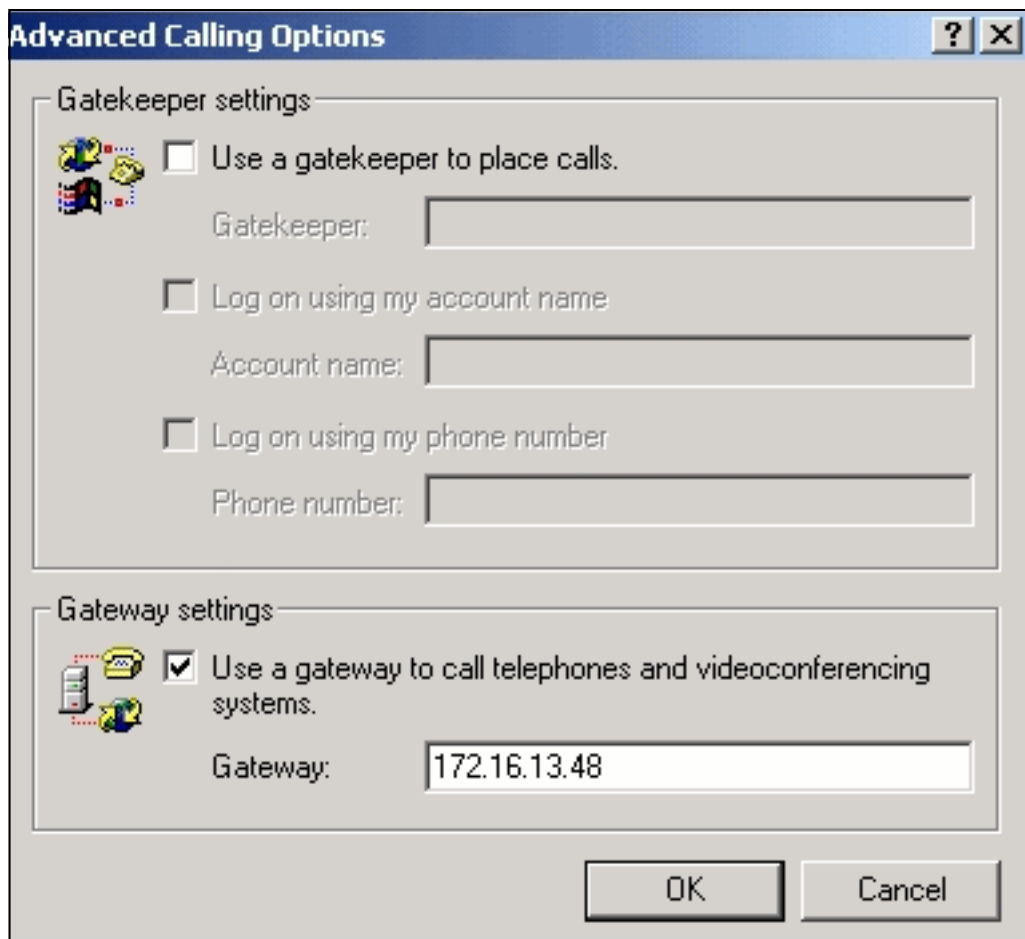 Advanced Calling Options
Gatekeeper settings
Use a gatekeeper to place calls.
Gatekeeper:
Log on using my account name
Account name:
Log on using my phone number
Phone number:
Gateway settings
Use a gateway to call telephones and videoconferencing
systems.
Gateway: 172.16.13.48
OK Cancel